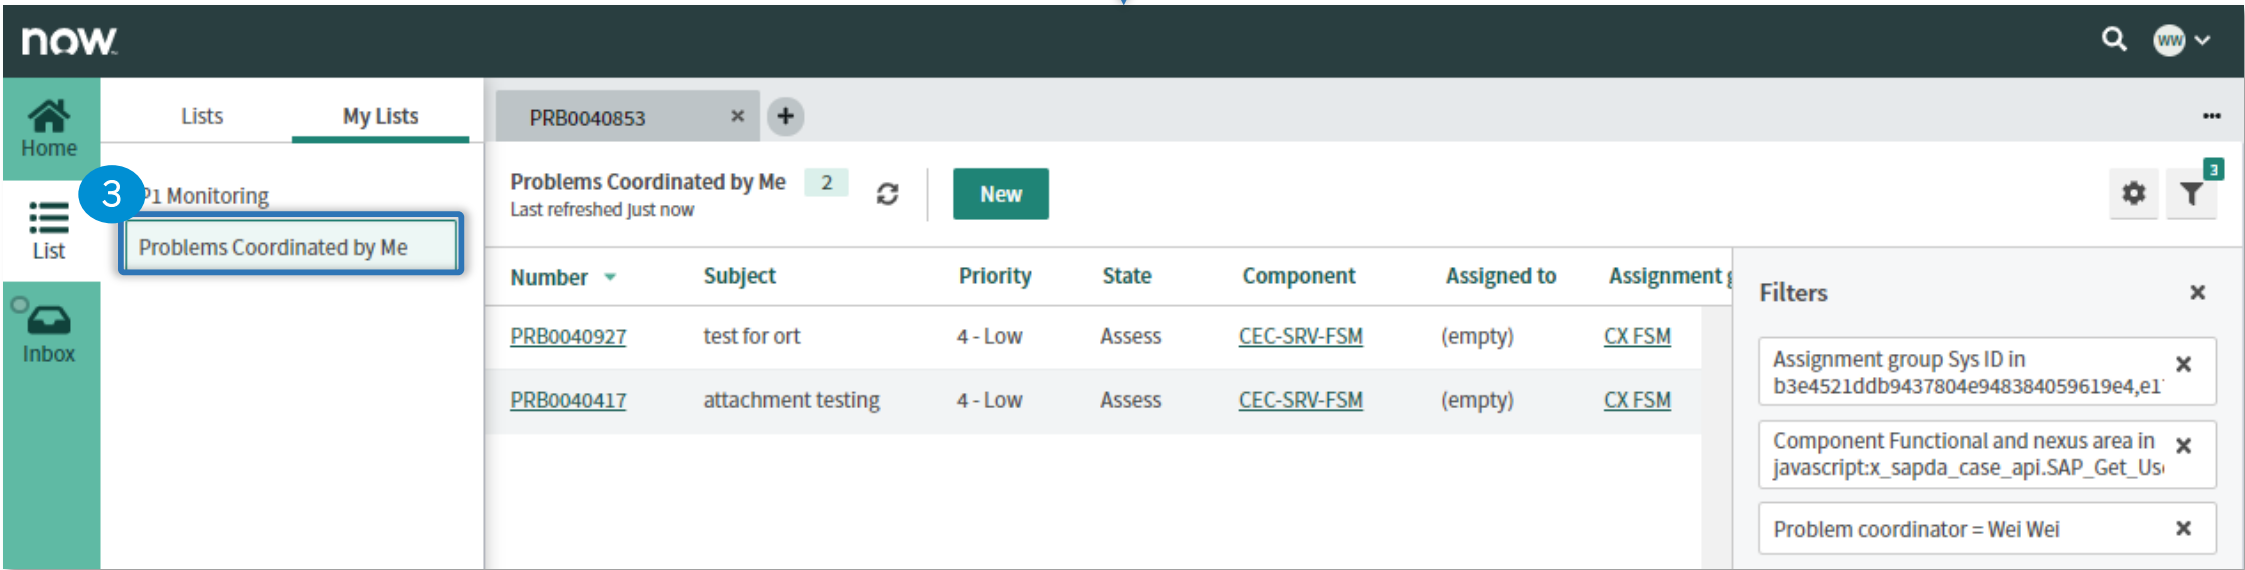 now
WW
Home
List
Inbox
Lists
My Lists
3
P1 Monitoring
Problems Coordinated by Me
PRB0040853
Problems Coordinated by Me 2
Last refreshed Just now
New
3
Number Subject Priority State Component Assigned to Assignment g
PRB0040927 test for ort 4 - Low Assess CEC-SRV-FSM (empty) CX FSM
PRB0040417 attachment testing 4 - Low Assess CEC-SRV-FSM (empty) CX FSM
Filters
Assignment group Sys ID in
b3e4521ddb9437804e948384059619e4,e17
Component Functional and nexus area in
javascript:x_sapda_case_api.SAP_Get_Use
Problem coordinator = Wei Wei